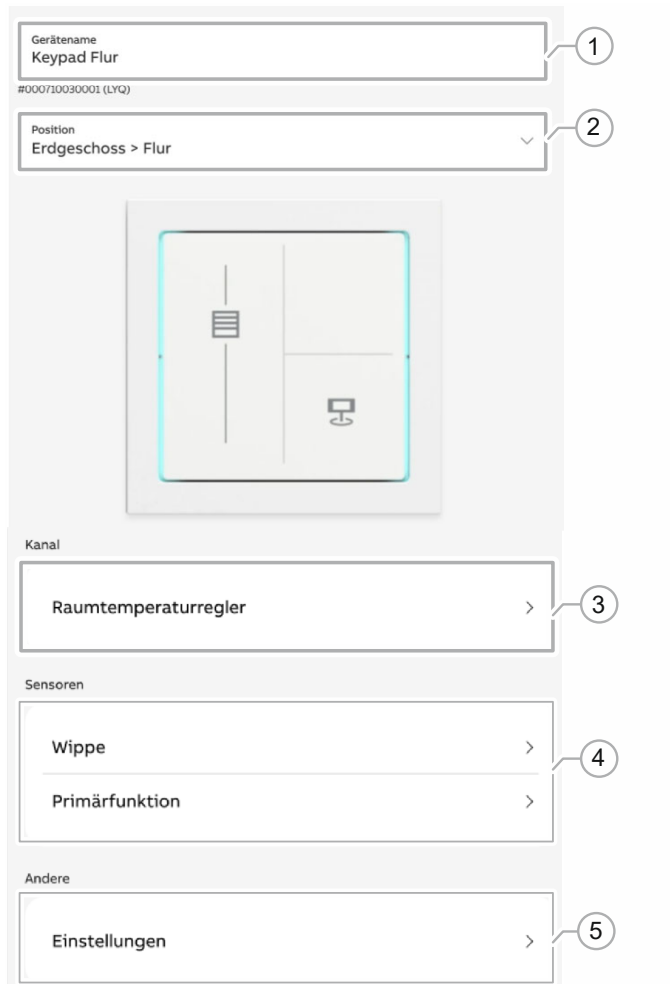 Gerätename
Keypad Flur
1
#000710030001 (LYQ)
Position
Erdgeschoss > Flur
2
Kanal
Raumtemperaturregler
3
Sensoren
Wippe
4
Primärfunktion
Andere
Einstellungen
5